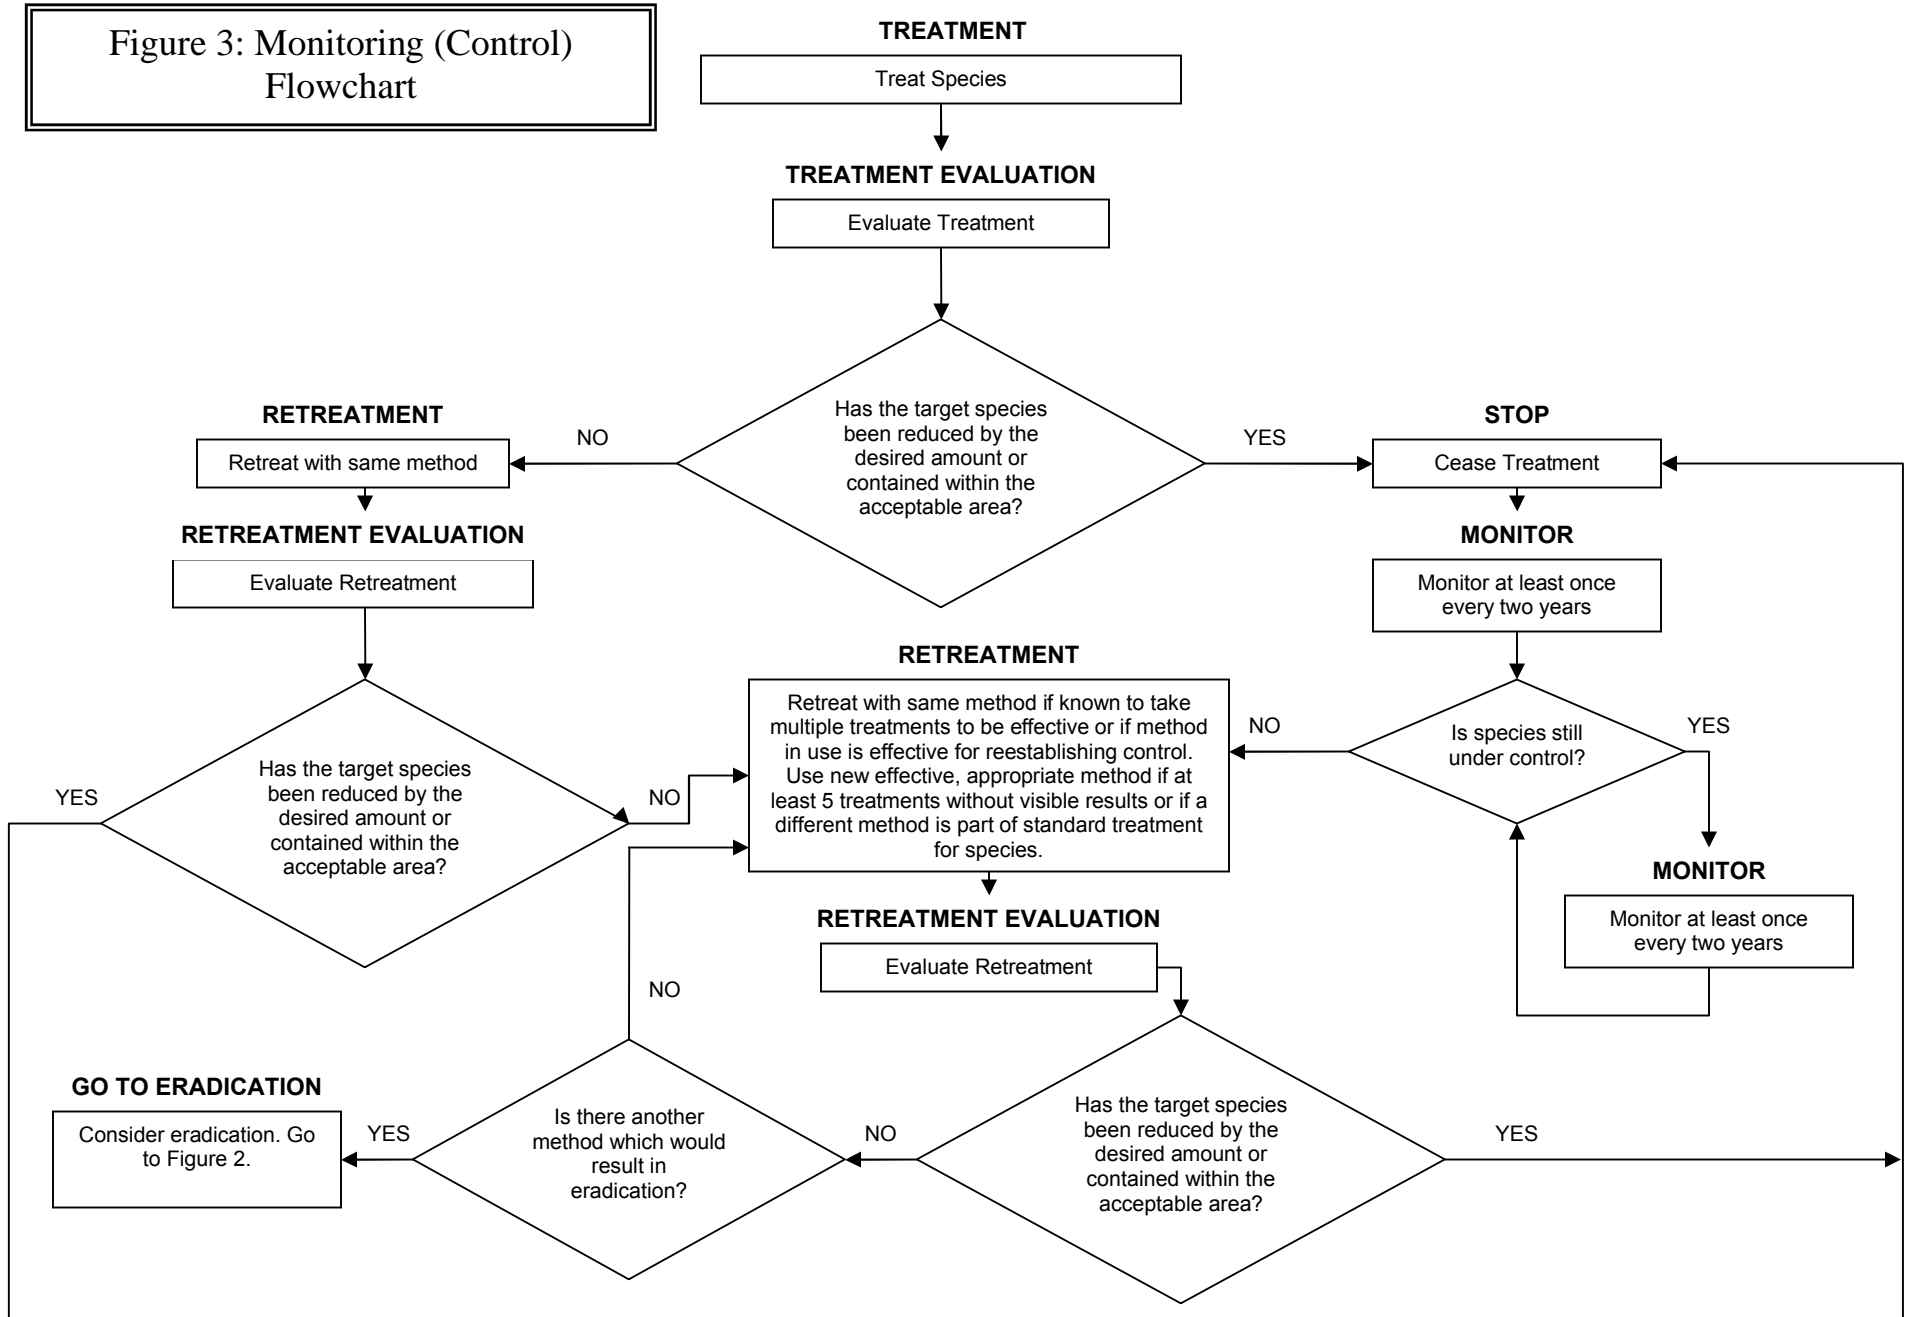 Figure 3: Monitoring (Control)
Flowchart
TREATMENT
Treat Species
TREATMENT EVALUATION
Evaluate Treatment
Has the target species
been reduced by the
desired amount or
contained within the
acceptable area?
NO
YES
RETREATMENT
Retreat with same method
RETREATMENT EVALUATION
Evaluate Retreatment
Has the target species
been reduced by the
desired amount or
contained within the
acceptable area?
YES
NO
STOP
Cease Treatment
MONITOR
Monitor at least once
every two years
Is species still
under control?
NO
YES
MONITOR
Monitor at least once
every two years
RETREATMENT
Retreat with same method if known to take
multiple treatments to be effective or if method
in use is effective for reestablishing control.
Use new effective, appropriate method if at
least 5 treatments without visible results or if a
different method is part of standard treatment
for species.
RETREATMENT EVALUATION
Evaluate Retreatment
Has the target species
been reduced by the
desired amount or
contained within the
acceptable area?
NO
YES
Is there another
method which would
result in
eradication?
NO
YES
GO TO ERADICATION
Consider eradication. Go
to Figure 2.